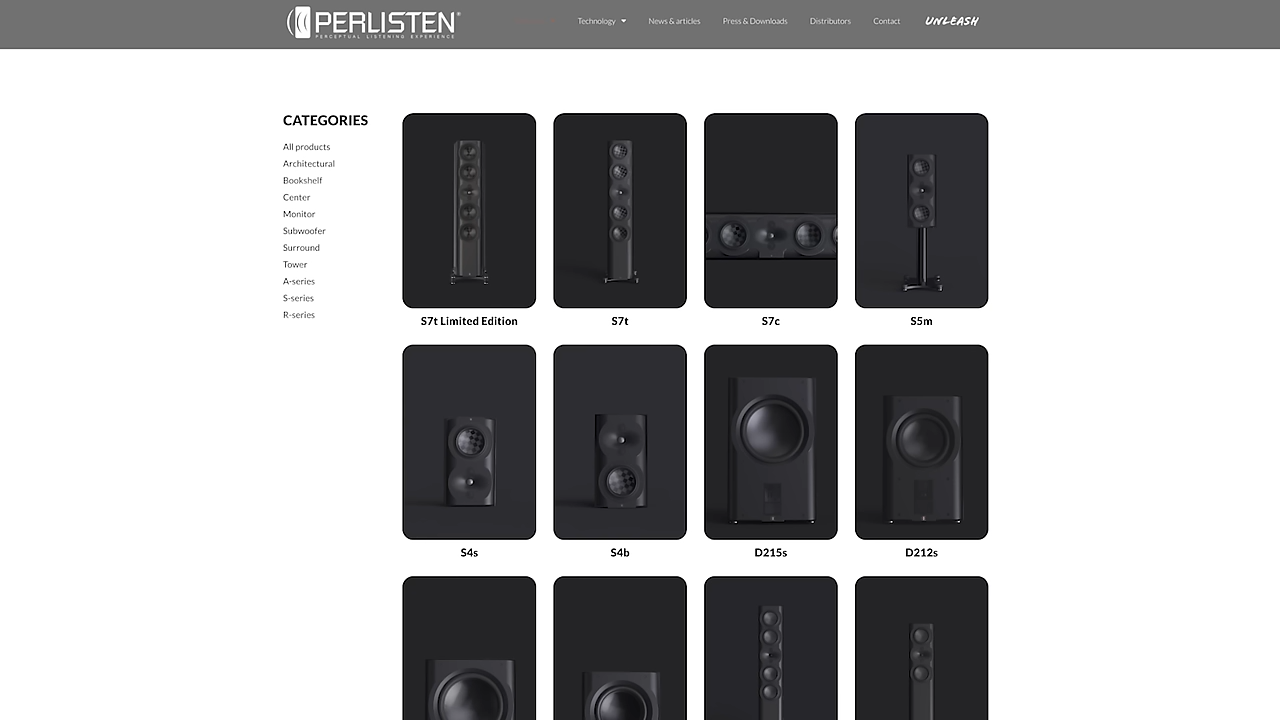 PERLISTEN®
PERCEPTUAL LISTENING EXPERIENCE
Technology
News & articles
Press & Downloads
Distributors
Contact
UNLEASH
CATEGORIES
All products
Architectural
Bookshelf
Center
Monitor
Subwoofer
Surround
Tower
A-series
S-series
R-series
S7t Limited Edition
S7t
S7c
S5m
S4s
S4b
D215s
D212s